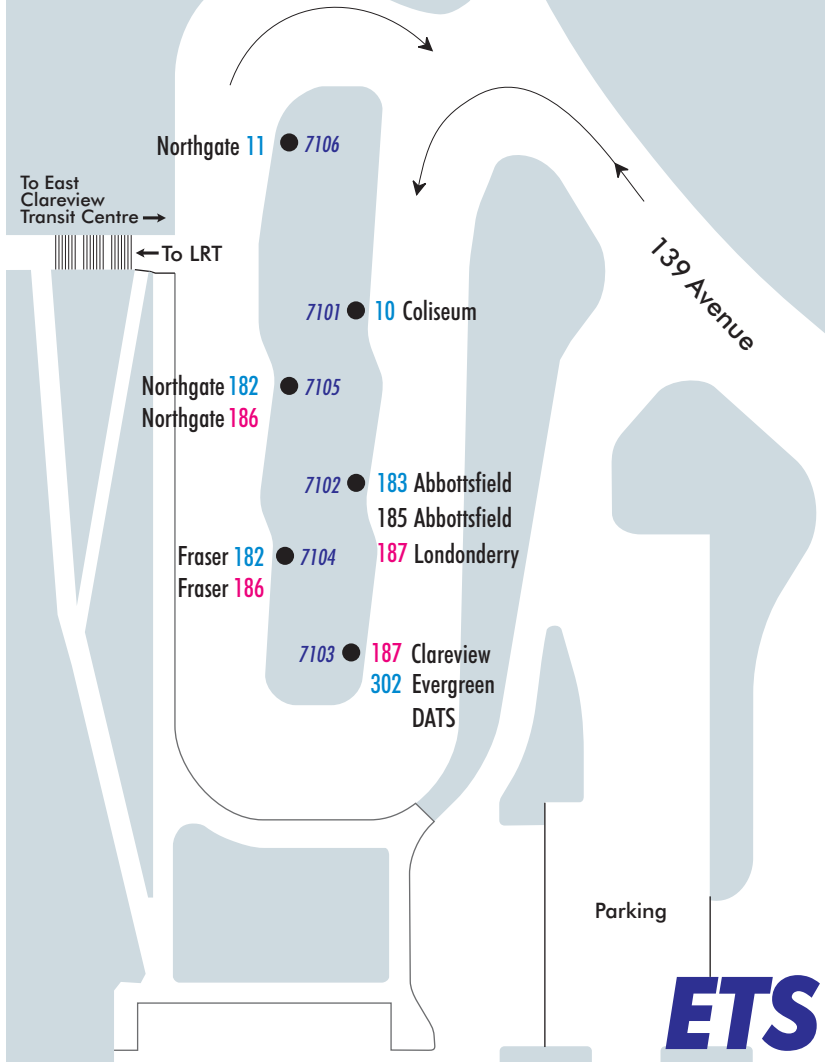 Northgate 11 7106
To East
Clareview
Transit Centre
To LRT
139 Avenue
7101 10 Coliseum
Northgate 182 7105
Northgate 186
7102 183 Abbottsfield
185 Abbottsfield
187 Londonderry
Fraser 182 7104
Fraser 186
7103 187 Clareview
302 Evergreen
DATS
Parking
ETS